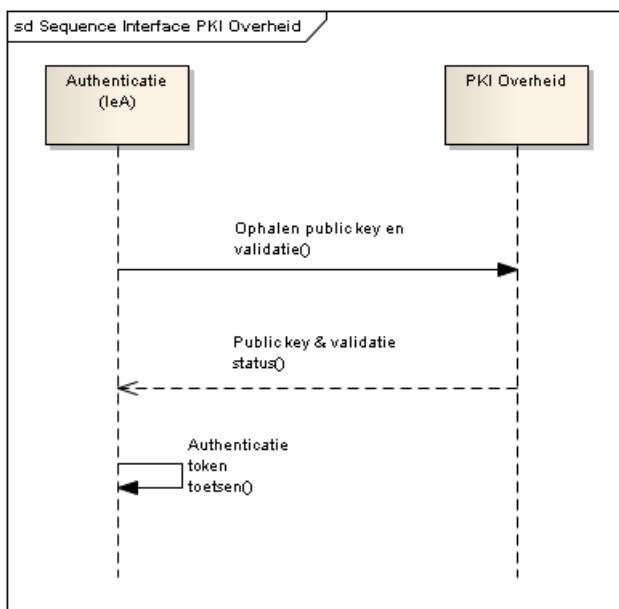 sd Sequence Interface PKI Overheid
Authenticatie
(IeA)
PKI Overheid
Ophalen public key en
validatie()
Public key & validatie
status()
Authenticatie
token
toetsen()